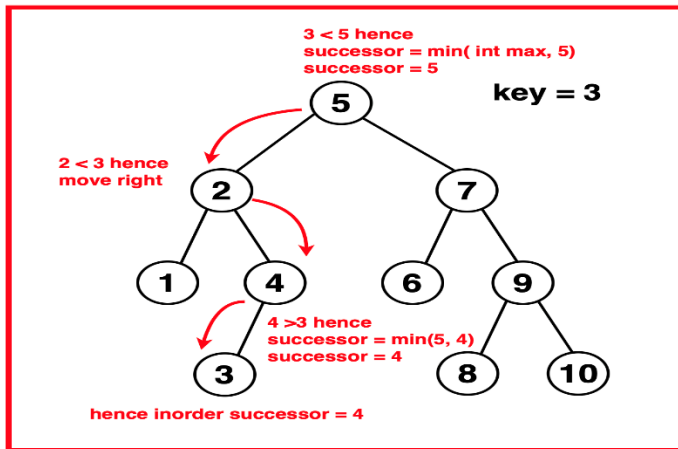 3 < 5 hence
successor = min( int max, 5)
successor = 5
key = 3
5
2 < 3 hence
move right
2
7
1
4
6
9
4 >3 hence
successor = min(5, 4)
successor = 4
3
8
10
hence inorder successor = 4